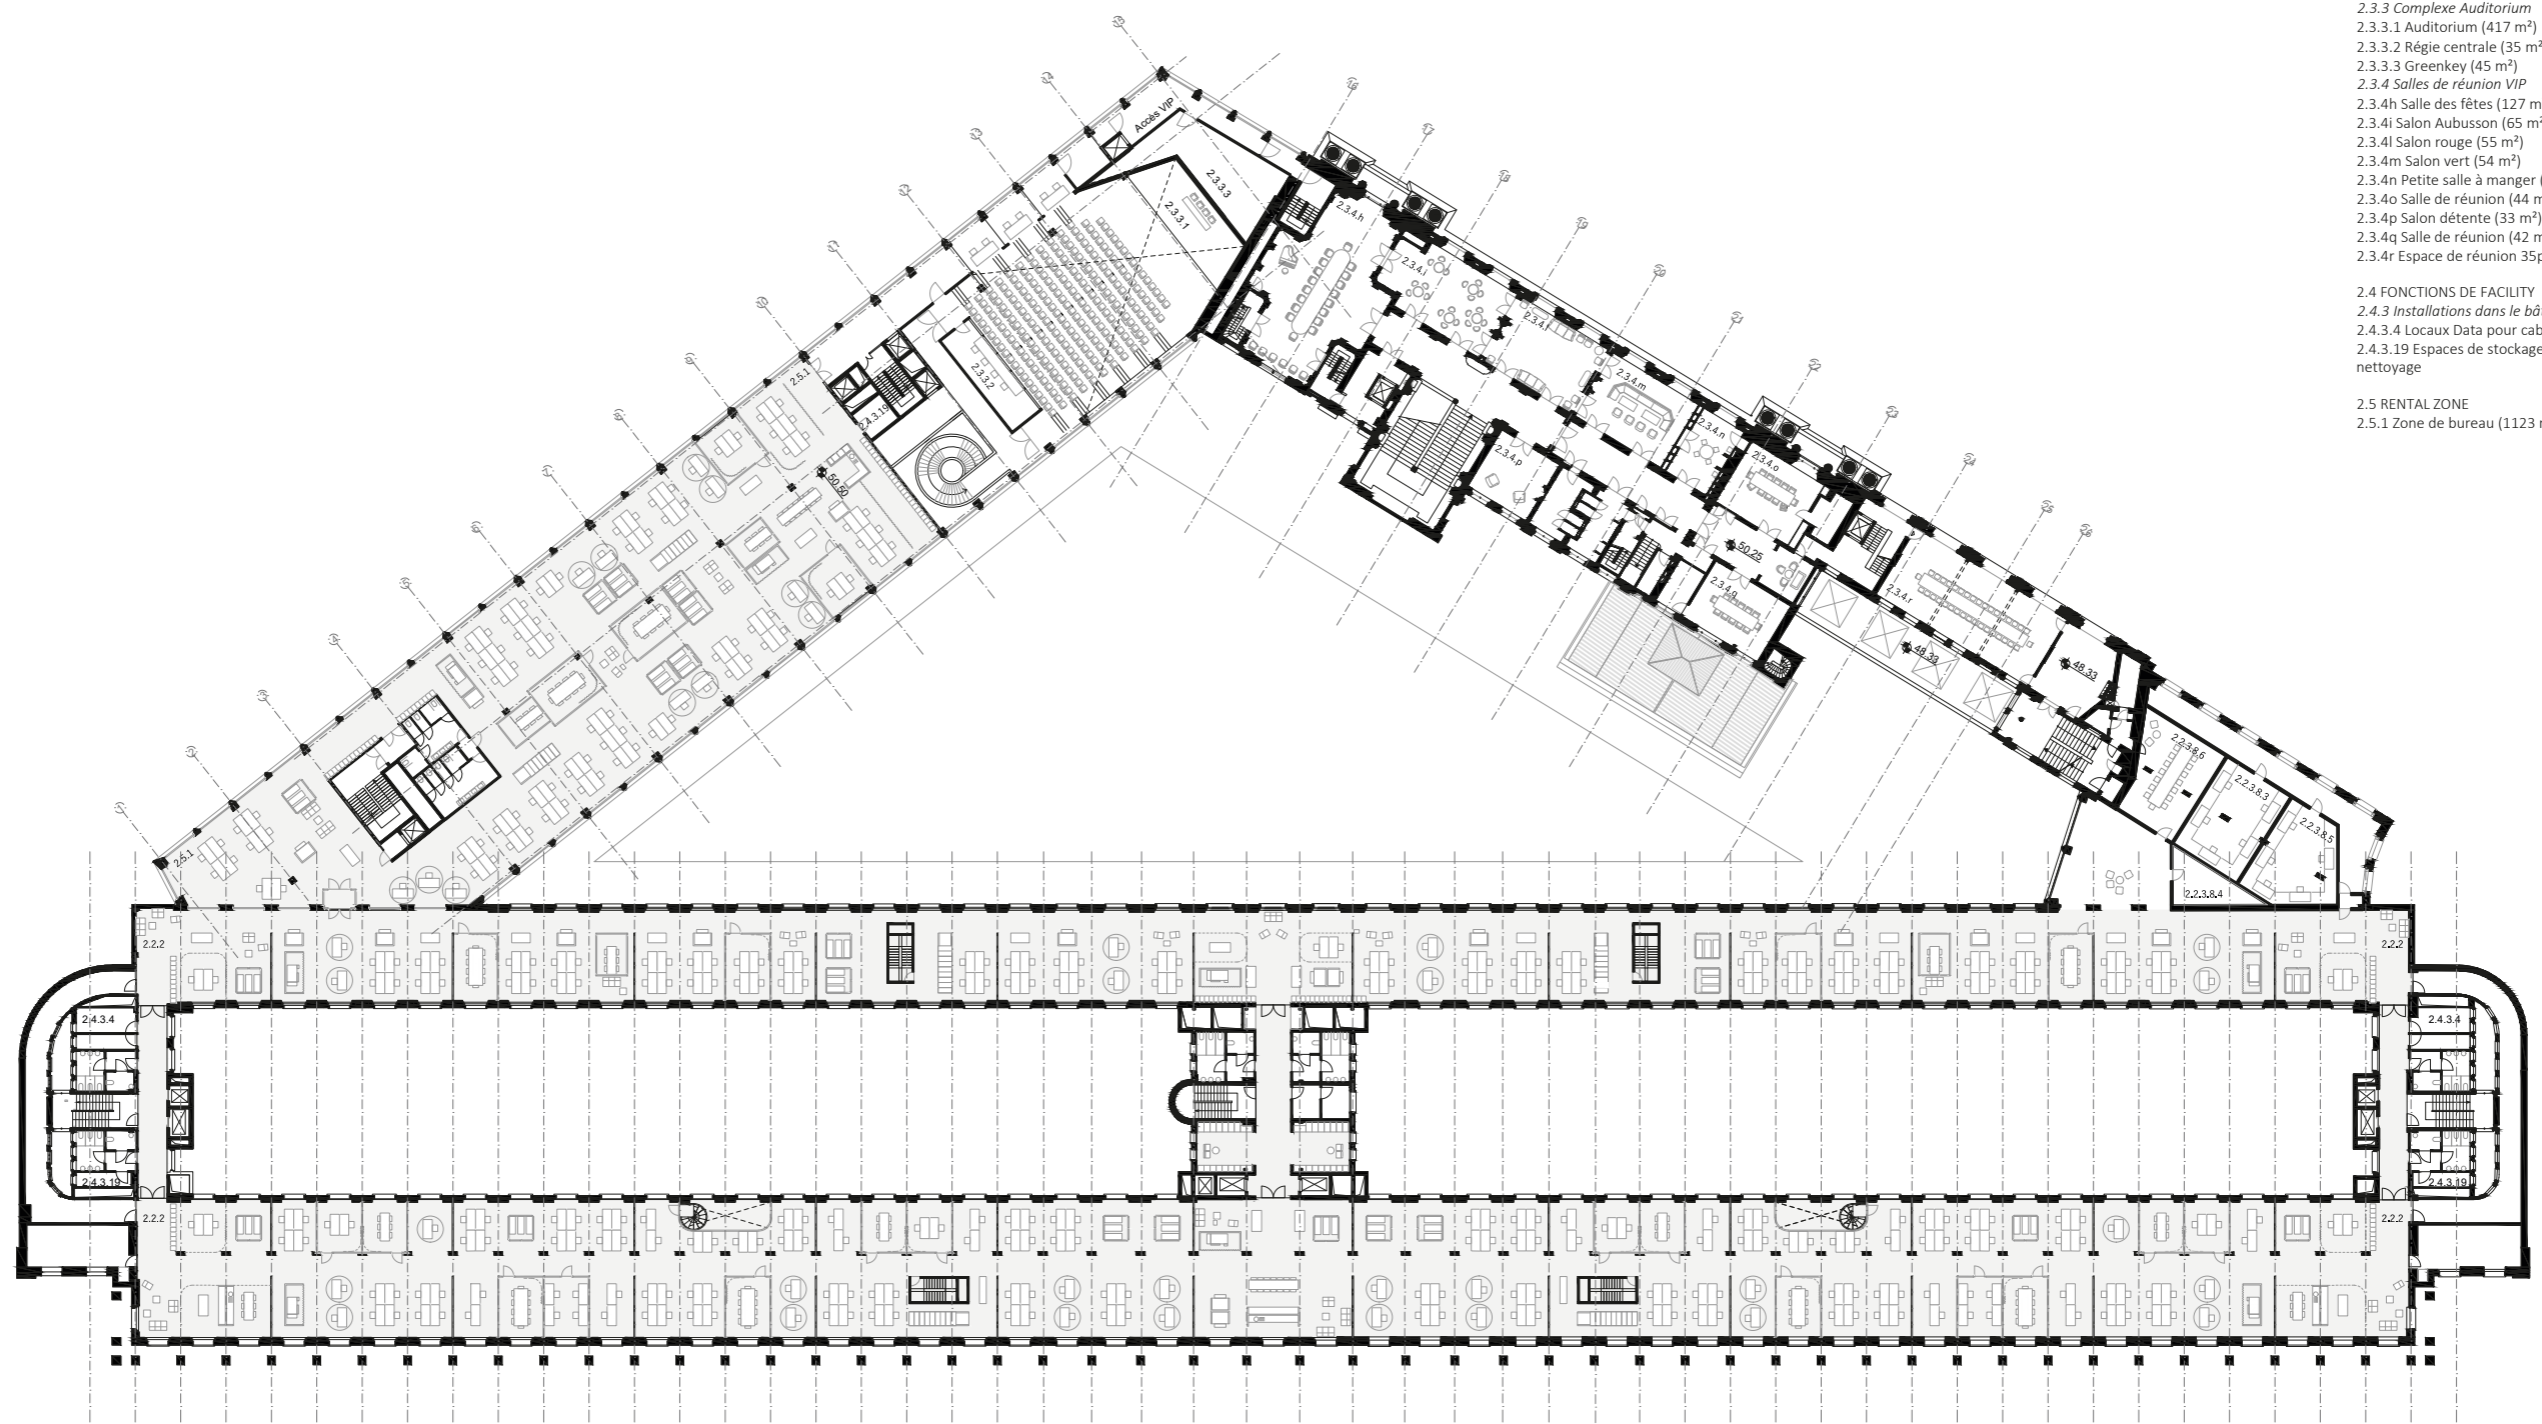 2.3.3 Complexe Auditorium
2.3.3.1 Auditorium (417 m²)
2.3.3.2 Régie centrale (35 m²
2.3.3.3 Greenkey (45 m²)
2.3.4 Salles de réunion VIP
2.3.4h Salle des fêtes (127 m
2.3.4i Salon Aubusson (65 m²
2.3.4l Salon rouge (55 m²)
2.3.4m Salon vert (54 m²)
2.3.4n Petite salle à manger (
2.3.4o Salle de réunion (44 m
2.3.4p Salon détente (33 m²)
2.3.4q Salle de réunion (42 m
2.3.4r Espace de réunion 35p
2.4 FONCTIONS DE FACILITY
2.4.3 Installations dans le bât
2.4.3.4 Locaux Data pour cab
2.4.3.19 Espaces de stockage
nettoyage
2.5 RENTAL ZONE
2.5.1 Zone de bureau (1123 m
Accès VIP
2.3.3.3
2.3.3.1
2.3.4.h
2.3.4.i
2.3.4.l
2.3.3.2
2.5.1
2.4.3.19
2.3.4.m
2.3.4.n
2.3.4.p
2.3.4.o
50.50
50.25
2.3.4.q
2.3.4.r
48.33
48.33
2.2.3.8.6
2.2.3.8.3
2.2.3.8.5
2.5.1
2.2.3.8.4
2.2.2
2.2.2
2.4.3.4
2.4.3.4
2.4.3.19
2.4.3.19
2.2.2
2.2.2